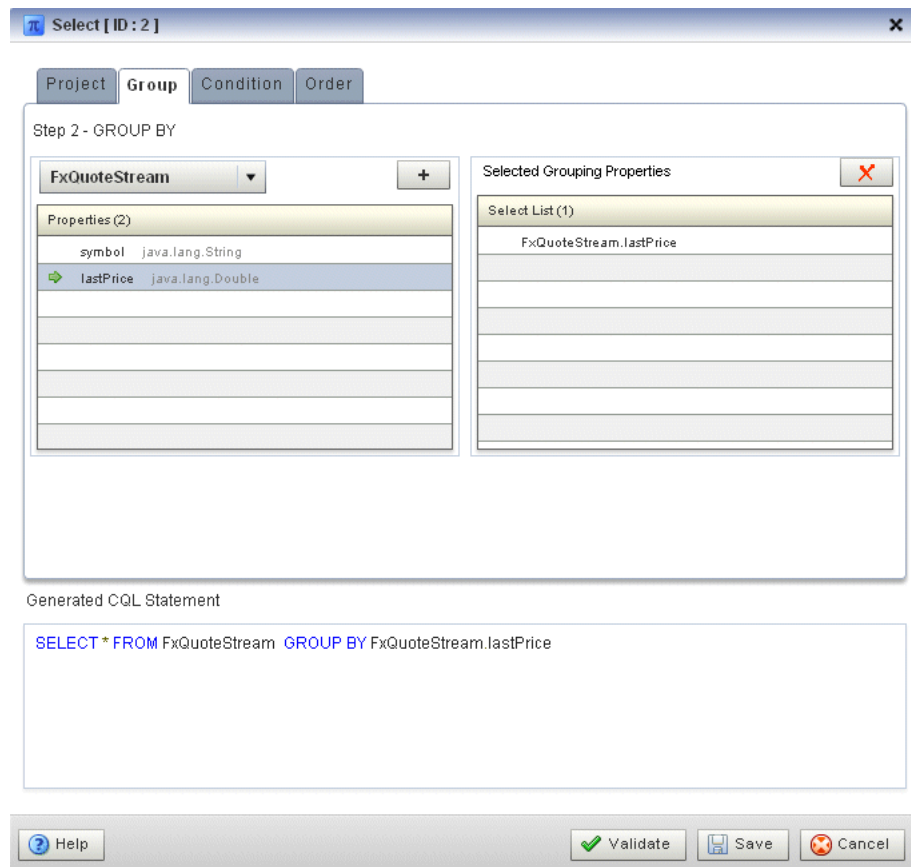 π Select [ ID : 2 ]
Project Group Condition Order
Step 2 - GROUP BY
FxQuoteStream
+
Properties (2)
symbol java.lang.String
lastPrice java.lang.Double
Selected Grouping Properties
Select List (1)
FxQuoteStream.lastPrice
Generated CQL Statement
SELECT * FROM FxQuoteStream GROUP BY FxQuoteStream.lastPrice
? Help Validate Save Cancel